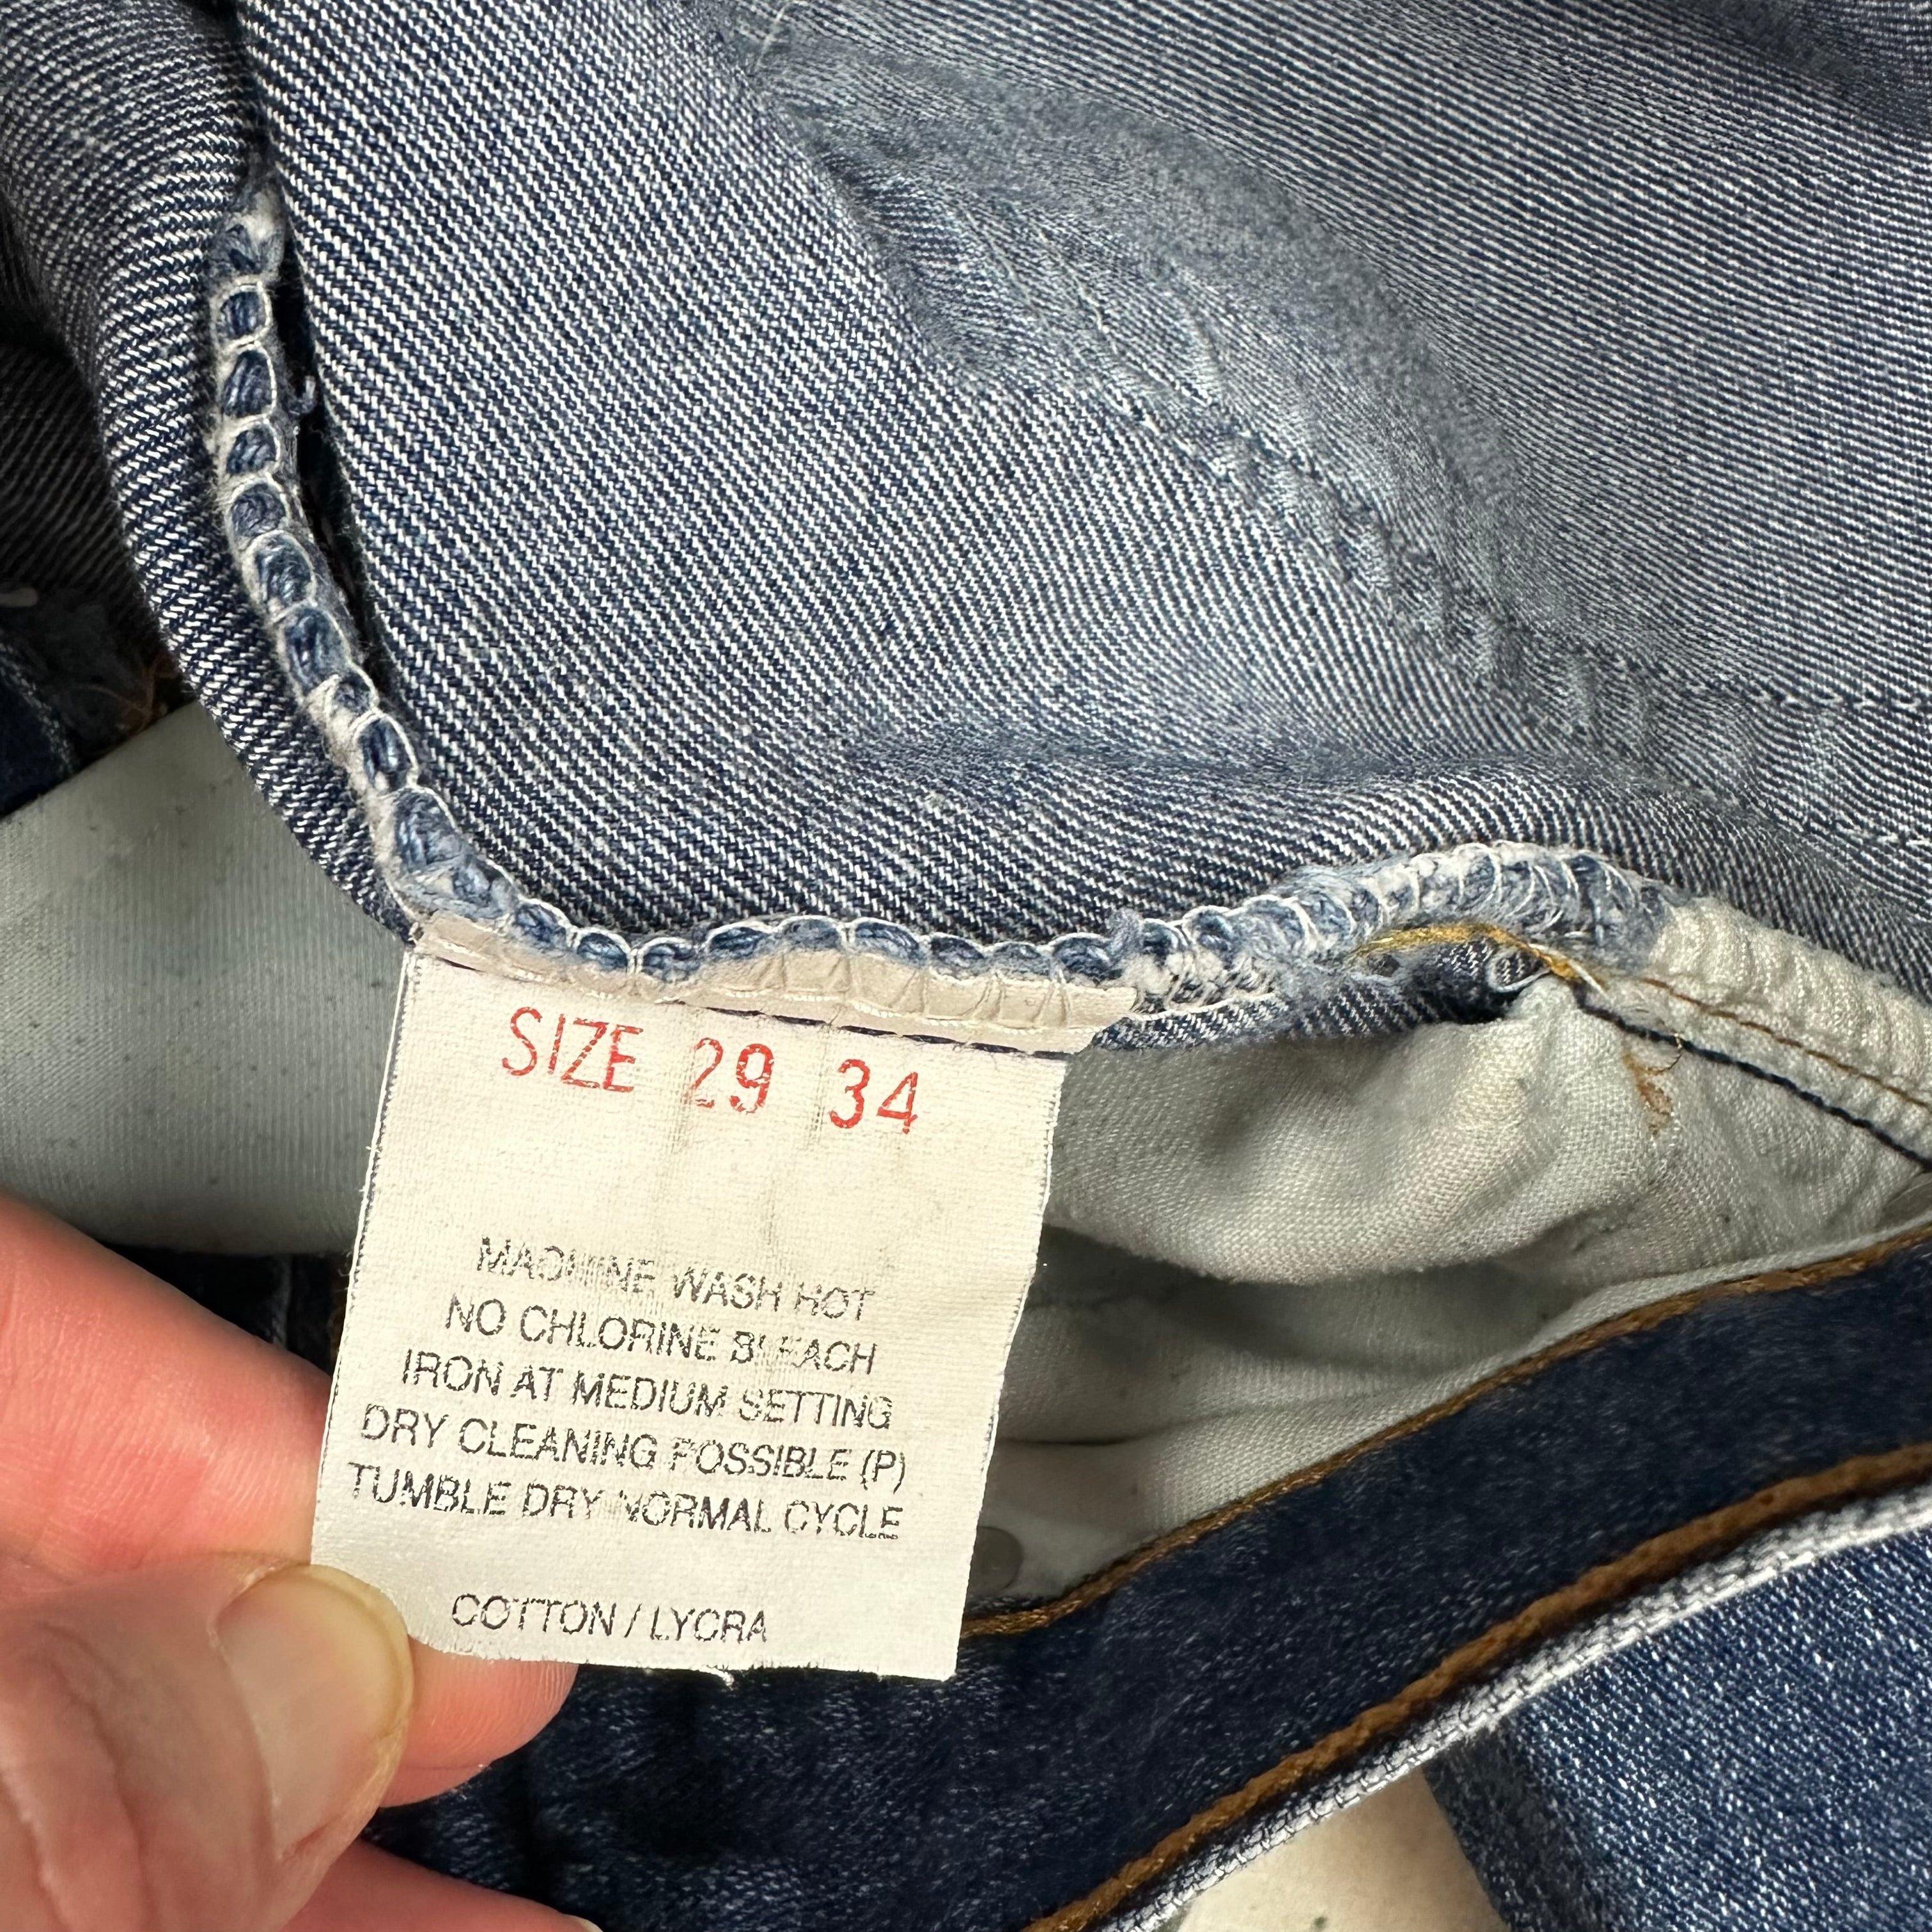 SIZE 29 34
MACHINE WASH HOT
NO CHLORINE BLEACH
IRON AT MEDIUM SETTING
DRY CLEANING POSSIBLE (P)
TUMBLE DRY NORMAL CYCLE
COTTON / LYCRA